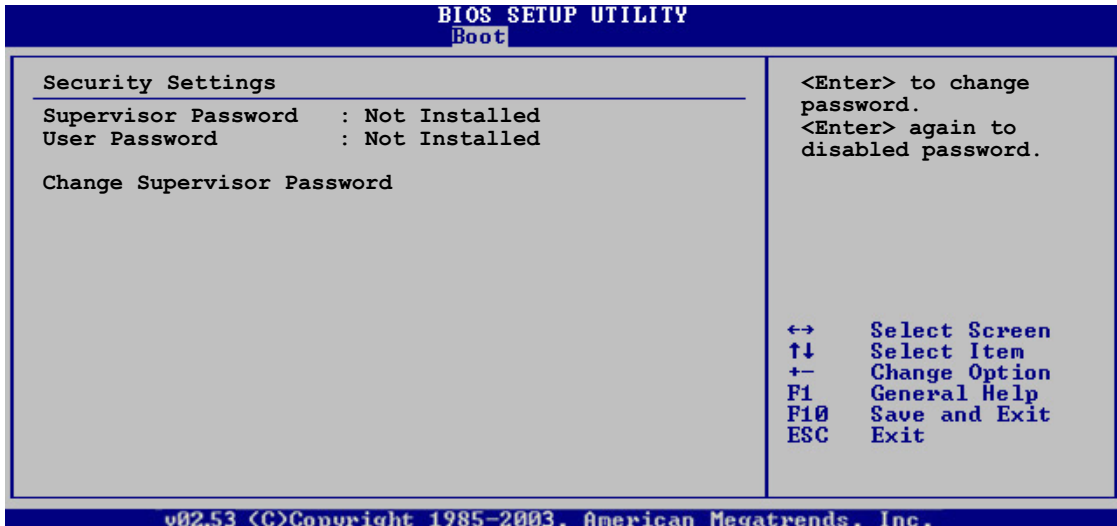 BIOS SETUP UTILITY
Boot
Security Settings
Supervisor Password : Not Installed
User Password : Not Installed
Change Supervisor Password
<Enter> to change
password.
<Enter> again to
disabled password.
←→ Select Screen
↑↓ Select Item
+- Change Option
F1 General Help
F10 Save and Exit
ESC Exit
v02.53 (C)Copyright 1985-2003, American Megatrends, Inc.